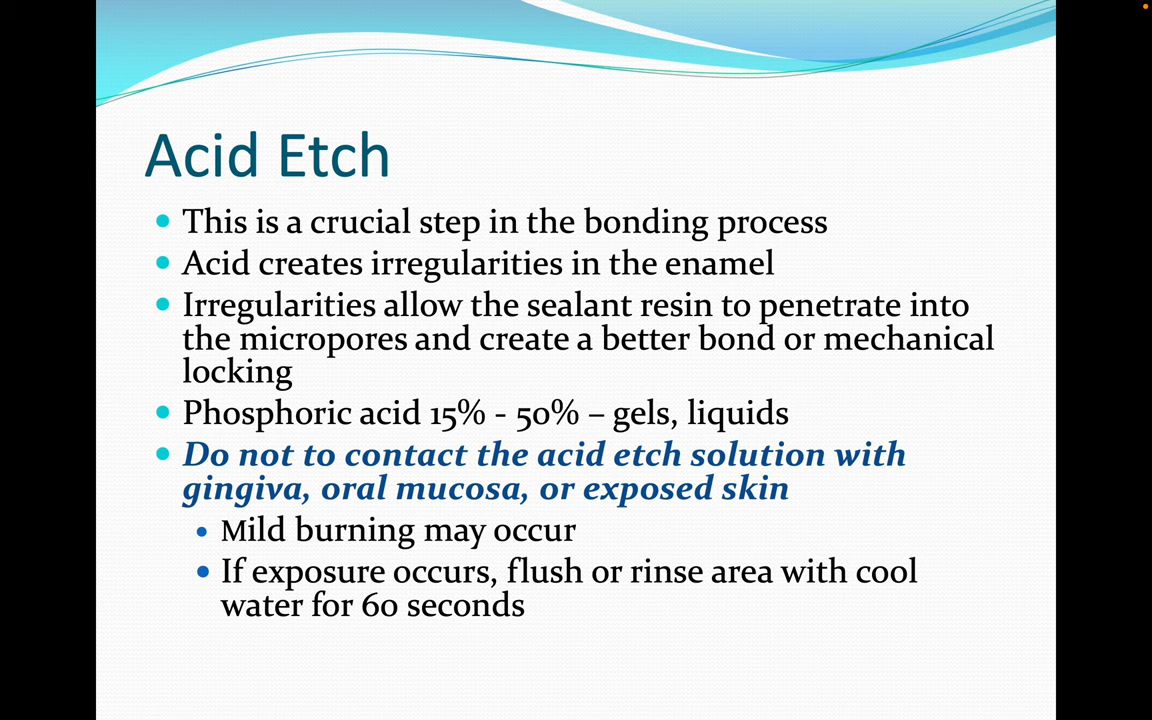 Acid Etch
This is a crucial step in the bonding process
Acid creates irregularities in the enamel
Irregularities allow the sealant resin to penetrate into
the micropores and create a better bond or mechanical
locking
Phosphoric acid 15% - 50% – gels, liquids
Do not to contact the acid etch solution with
gingiva, oral mucosa, or exposed skin
Mild burning may occur
If exposure occurs, flush or rinse area with cool
water for 60 seconds